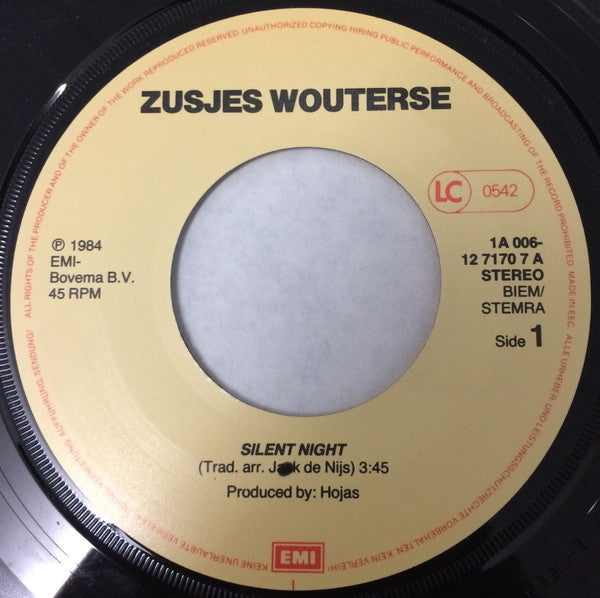 ALL RIGHTS OF THE PRODUCER AND OF THE OWNER OF THE WORK REPRODUCED RESERVED. UNAUTHORIZED COPYING HIRING PUBLIC PERFORMANCE AND BROADCASTING OF THE RECORD PROHIBITED. MADE IN EEC
ALLE URHEBER UND LEISTUNGSSCHUTZRECHTE VORBEHALTEN. KEIN VERLEIH! KEINE UNERLAUBTE VERVIELF. AUFFÜHRUNG SENDUNG!
ZUSJES WOUTERSE
LC 0542
℗ 1984
EMI-
Bovema B.V.
45 RPM
1A 006-
12 7170 7 A
STEREO
BIEM/
STEMRA
Side 1
SILENT NIGHT
(Trad. arr. Jack de Nijs) 3:45
Produced by: Hojas
EMI